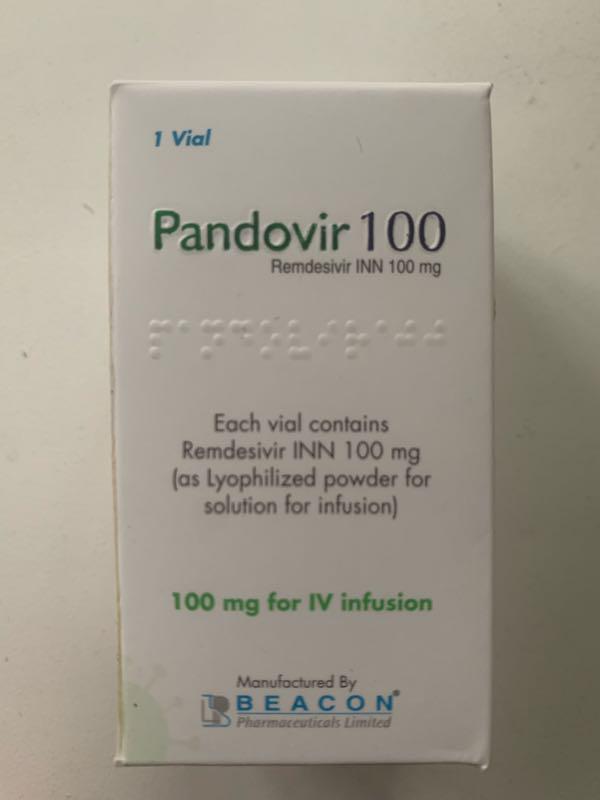 1 Vial
Pandovir 100
Remdesivir INN 100 mg
Each vial contains
Remdesivir INN 100 mg
(as Lyophilized powder for
solution for infusion)
100 mg for IV infusion
Manufactured By
BEACON®
Pharmaceuticals Limited